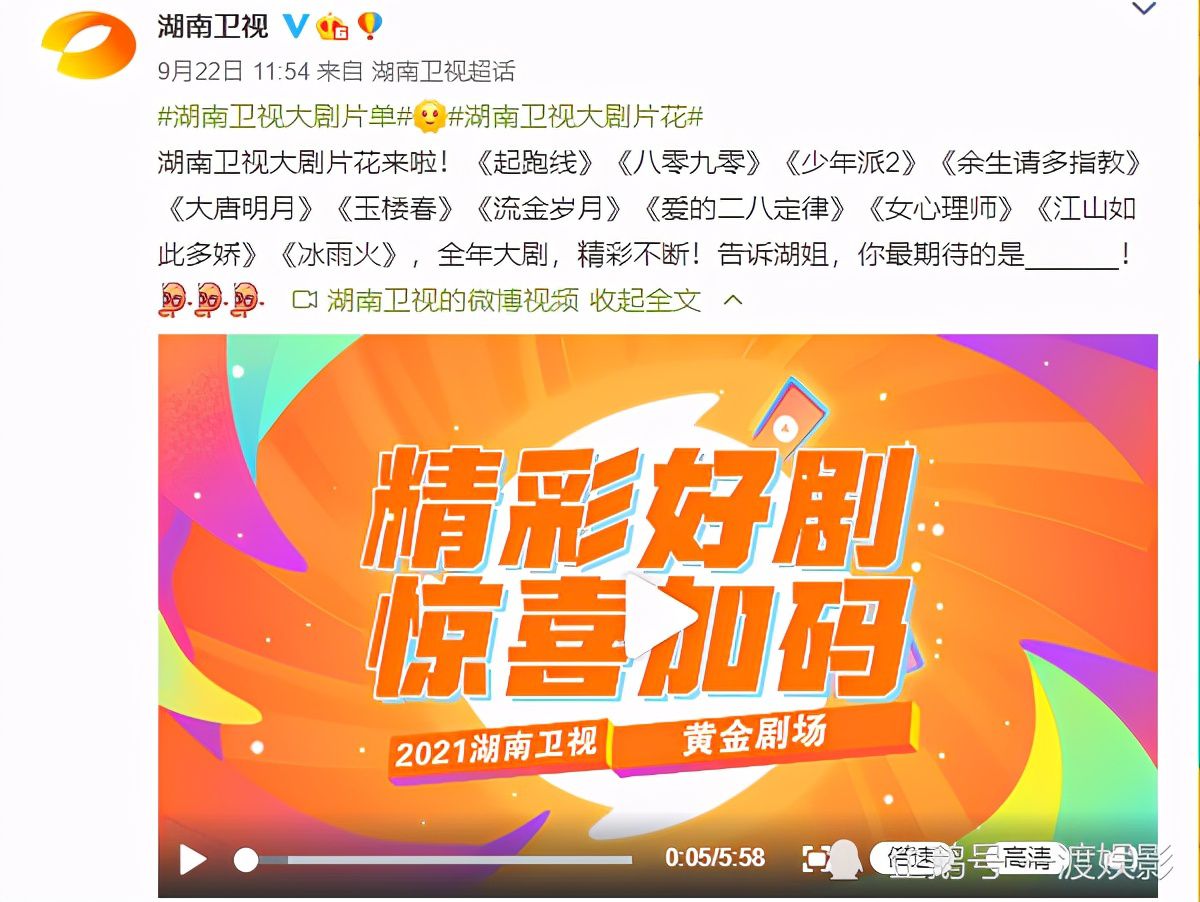 湖南卫视
9月22日 11:54 来自 湖南卫视超话
#湖南卫视大剧片单##湖南卫视大剧片花#
湖南卫视大剧片花来啦！《起跑线》《八零九零》《少年派2》《余生请多指教》
《大唐明月》《玉楼春》《流金岁月》《爱的二八定律》《女心理师》《江山如
此多娇》《冰雨火》，全年大剧，精彩不断！告诉湖姐，你最期待的是_______！
湖南卫视的微博视频 收起全文
精彩好剧
惊喜加码
2021湖南卫视 黄金剧场
0:05/5:58 倍速 高清
企鹅号 渡娱影